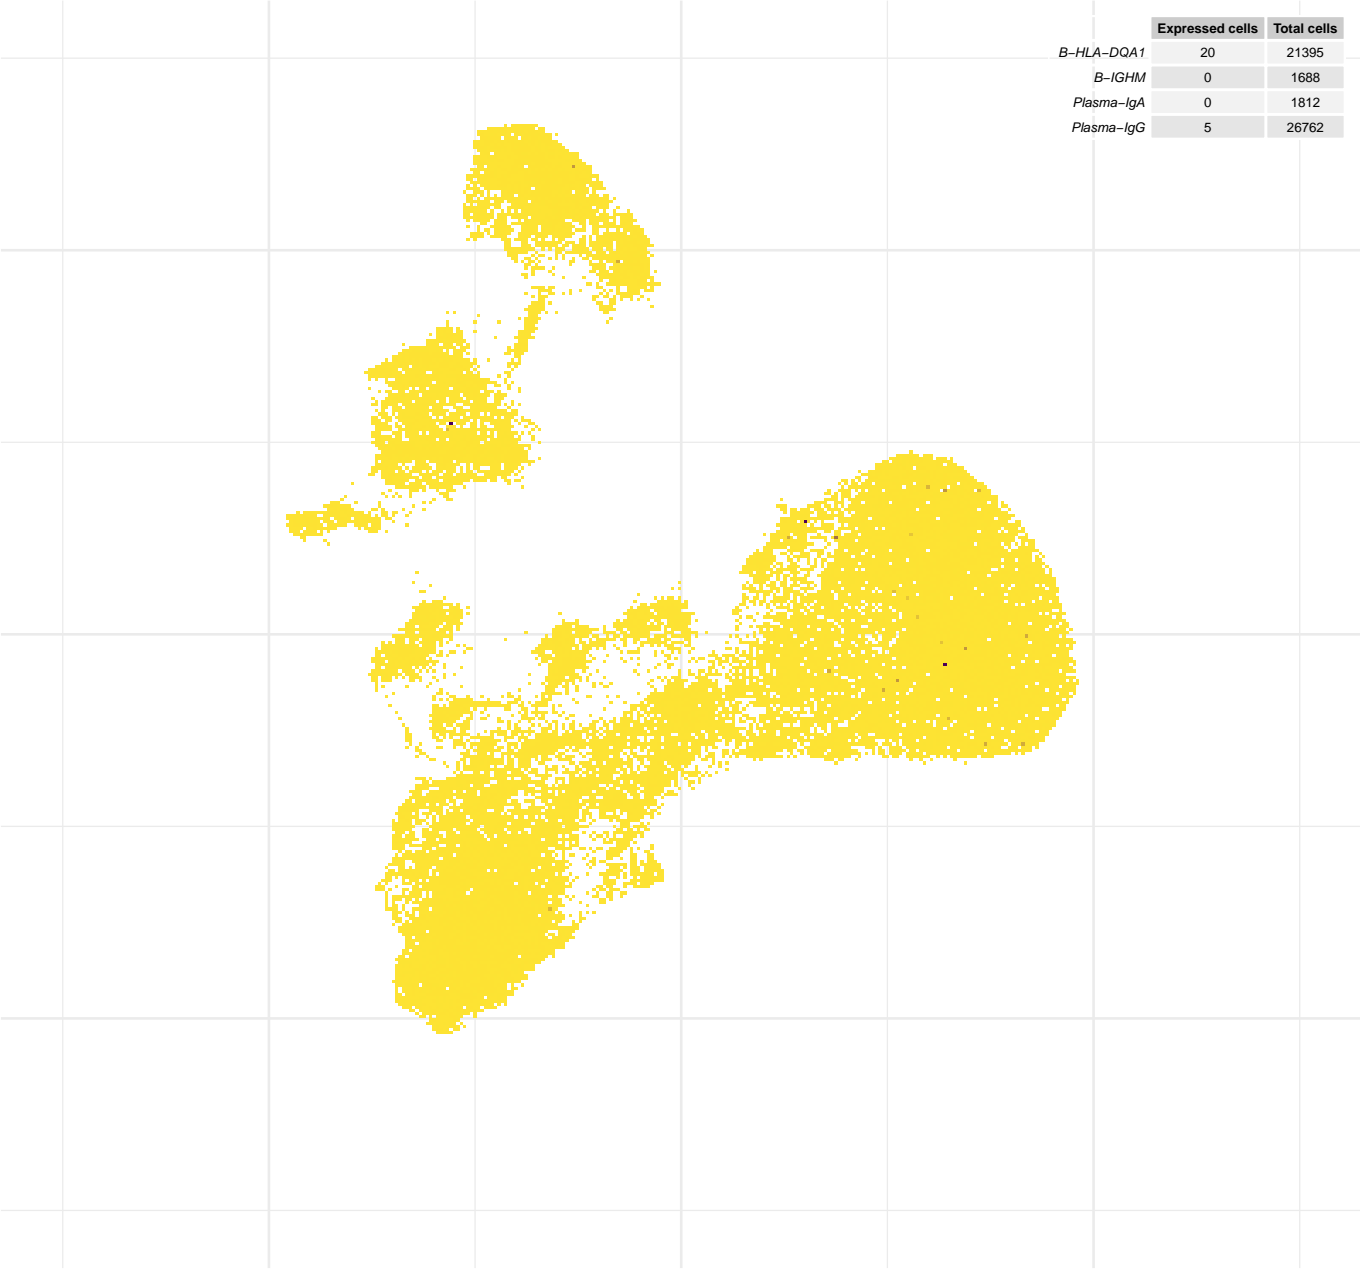 Expressed cells Total cells
B−HLA−DQA1 20 21395
B−IGHM 0 1688
Plasma−IgA 0 1812
Plasma−IgG 5 26762